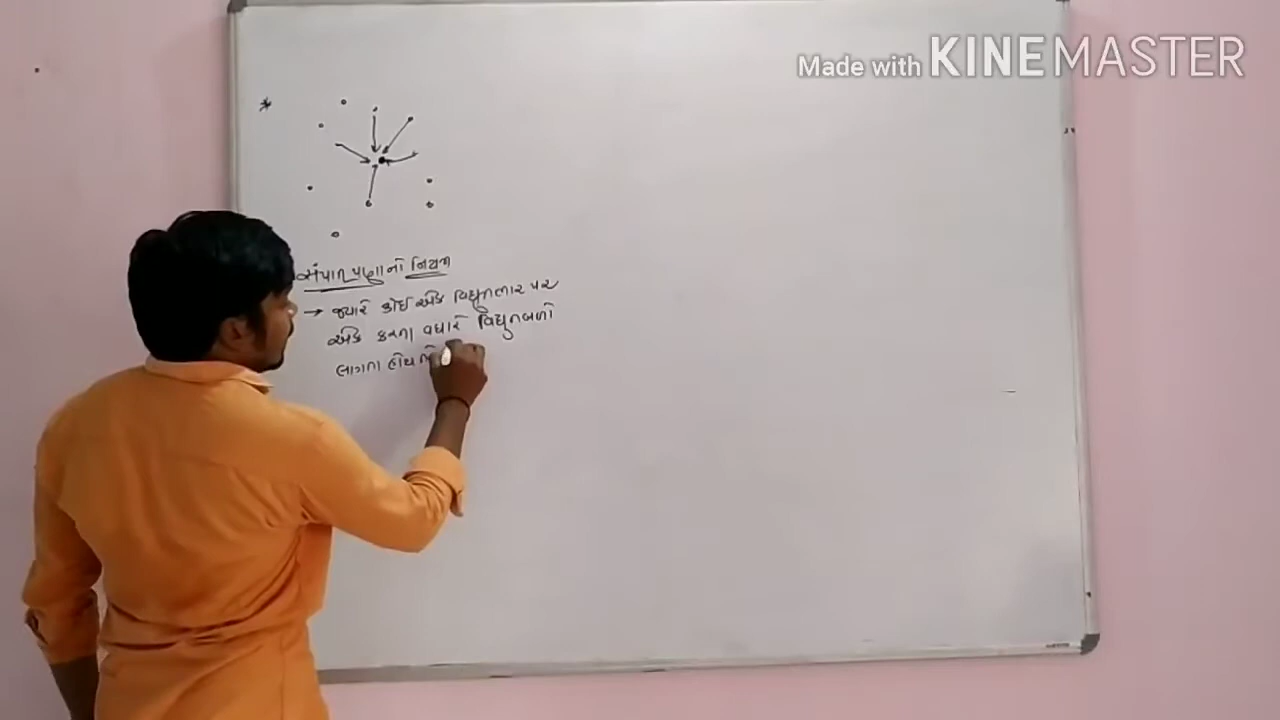 Made with KINEMASTER
સંપાતપણાનો નિયમ
→ જ્યારે કોઈ એક વિદ્યુતભાર પર
એક કરતા વધારે વિદ્યુતબળો
લાગતા હોય